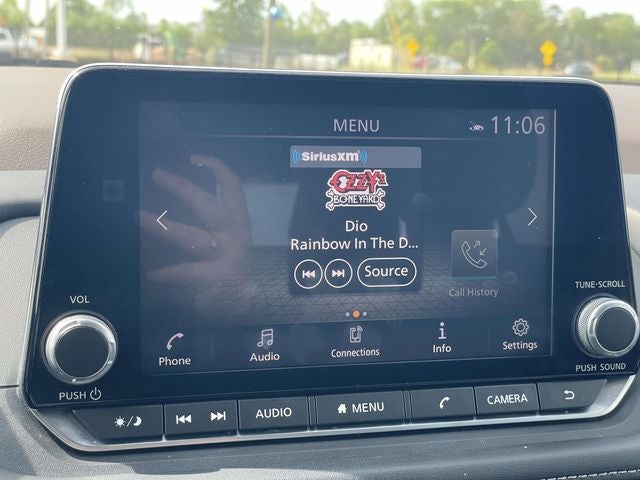 MENU
11:06
SiriusXM
OZZY'S
BONEYARD
Dio
Rainbow In The D...
Source
Call History
VOL
TUNE·SCROLL
Phone
Audio
Connections
Info
Settings
PUSH
PUSH SOUND
AUDIO
MENU
CAMERA